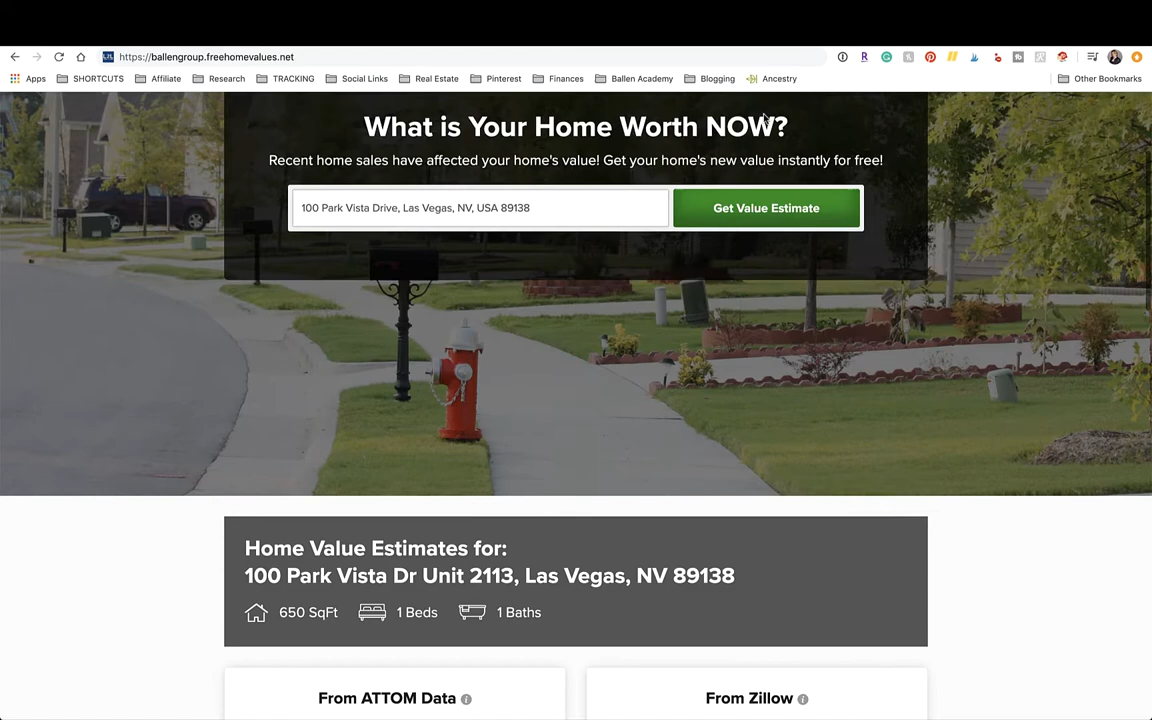 https://ballengroup.freehomevalues.net
Apps SHORTCUTS Affiliate Research TRACKING Social Links Real Estate Pinterest Finances Ballen Academy Blogging Ancestry Other Bookmarks
What is Your Home Worth NOW?
Recent home sales have affected your home's value! Get your home's new value instantly for free!
100 Park Vista Drive, Las Vegas, NV, USA 89138
Get Value Estimate
Home Value Estimates for:
100 Park Vista Dr Unit 2113, Las Vegas, NV 89138
650 SqFt 1 Beds 1 Baths
From ATTOM Data
From Zillow